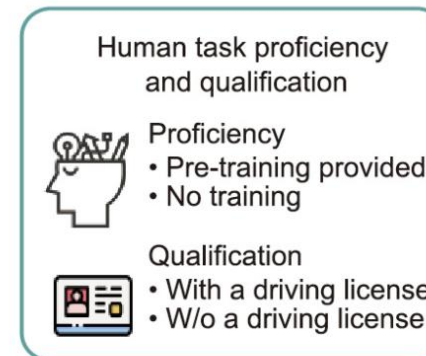 Human task proficiency
and qualification
Proficiency
• Pre-training provided
• No training
Qualification
• With a driving license
• W/o a driving license